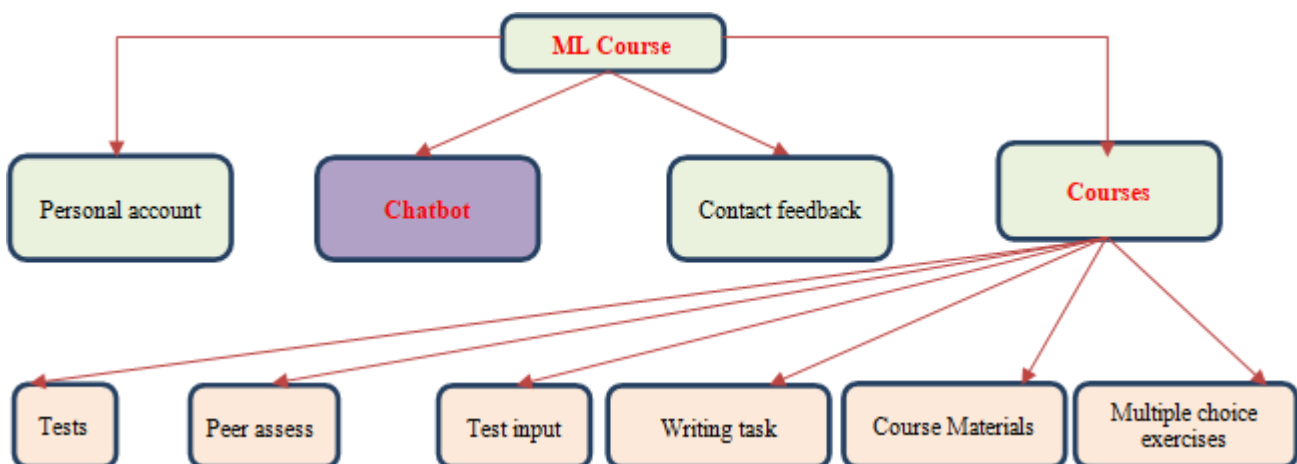 ML Course
Personal account
Chatbot
Contact feedback
Courses
Tests
Peer assess
Test input
Writing task
Course Materials
Multiple choice
exercises